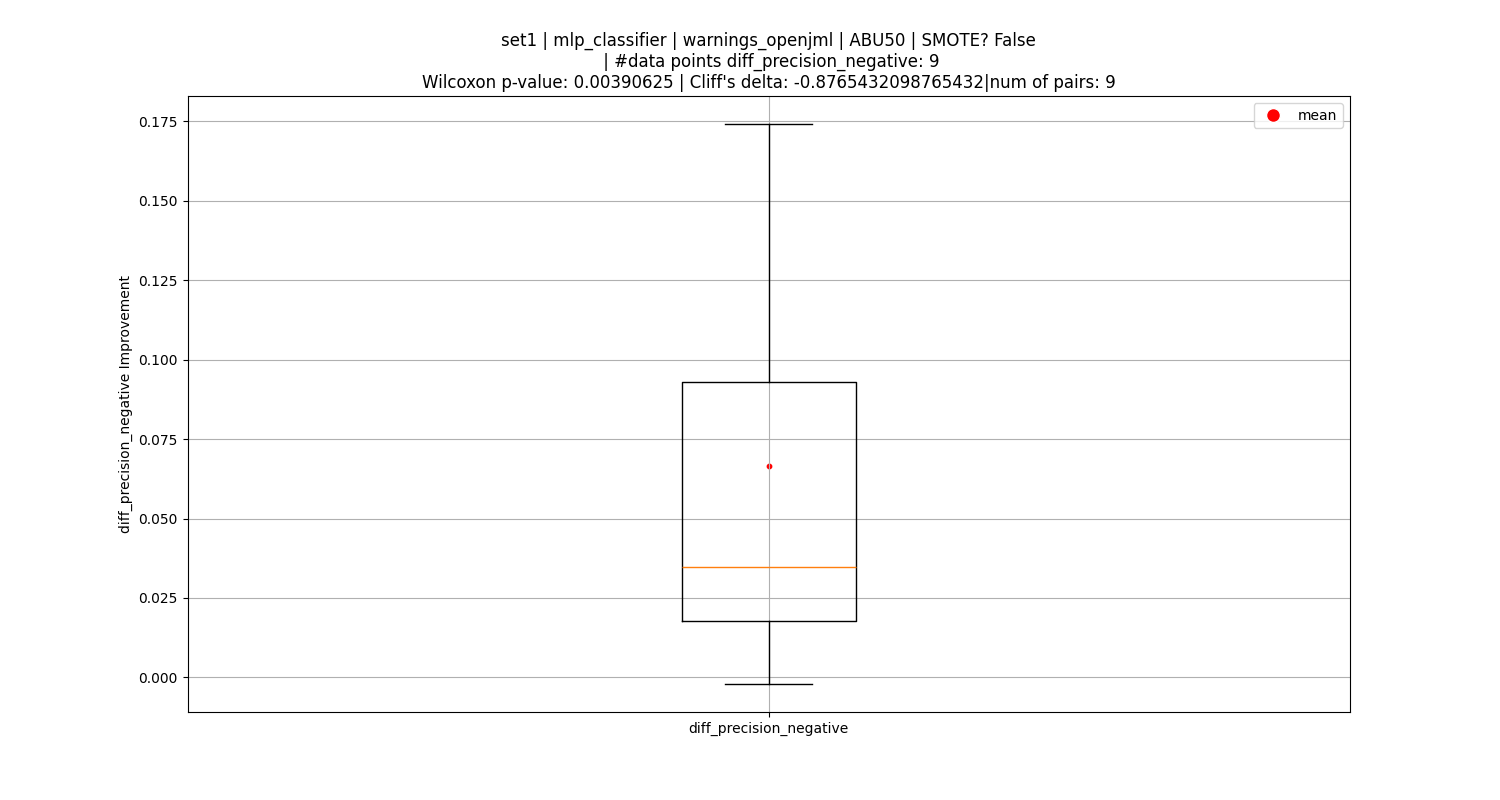 set1 | mlp_classifier | warnings_openjml | ABU50 | SMOTE? False
| #data points diff_precision_negative: 9
Wilcoxon p-value: 0.00390625 | Cliff's delta: -0.8765432098765432|num of pairs: 9
mean
0.175
0.150
0.125
0.100
0.075
0.050
0.025
0.000
diff_precision_negative Improvement
diff_precision_negative